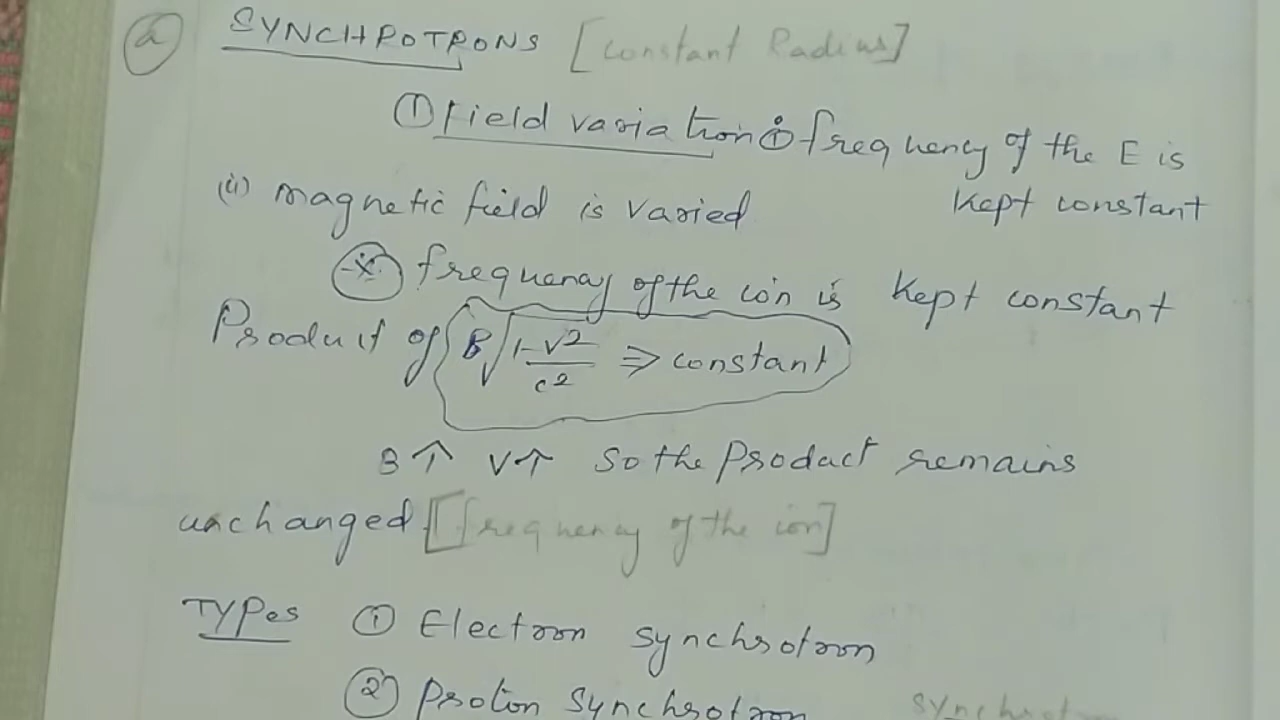 a SYNCHROTRONS [constant Radius]
① Field variation ① frequency of the E is
Kept constant
(ii) magnetic field is varied
* frequency of the ion is Kept constant
Product of B√1-v²/c² ⇒ constant
B↑ V↑ so the Product remains
unchanged [frequency of the ion]
TYPes ① Electron synchrotron
② Proton Synchrotron synchrotron